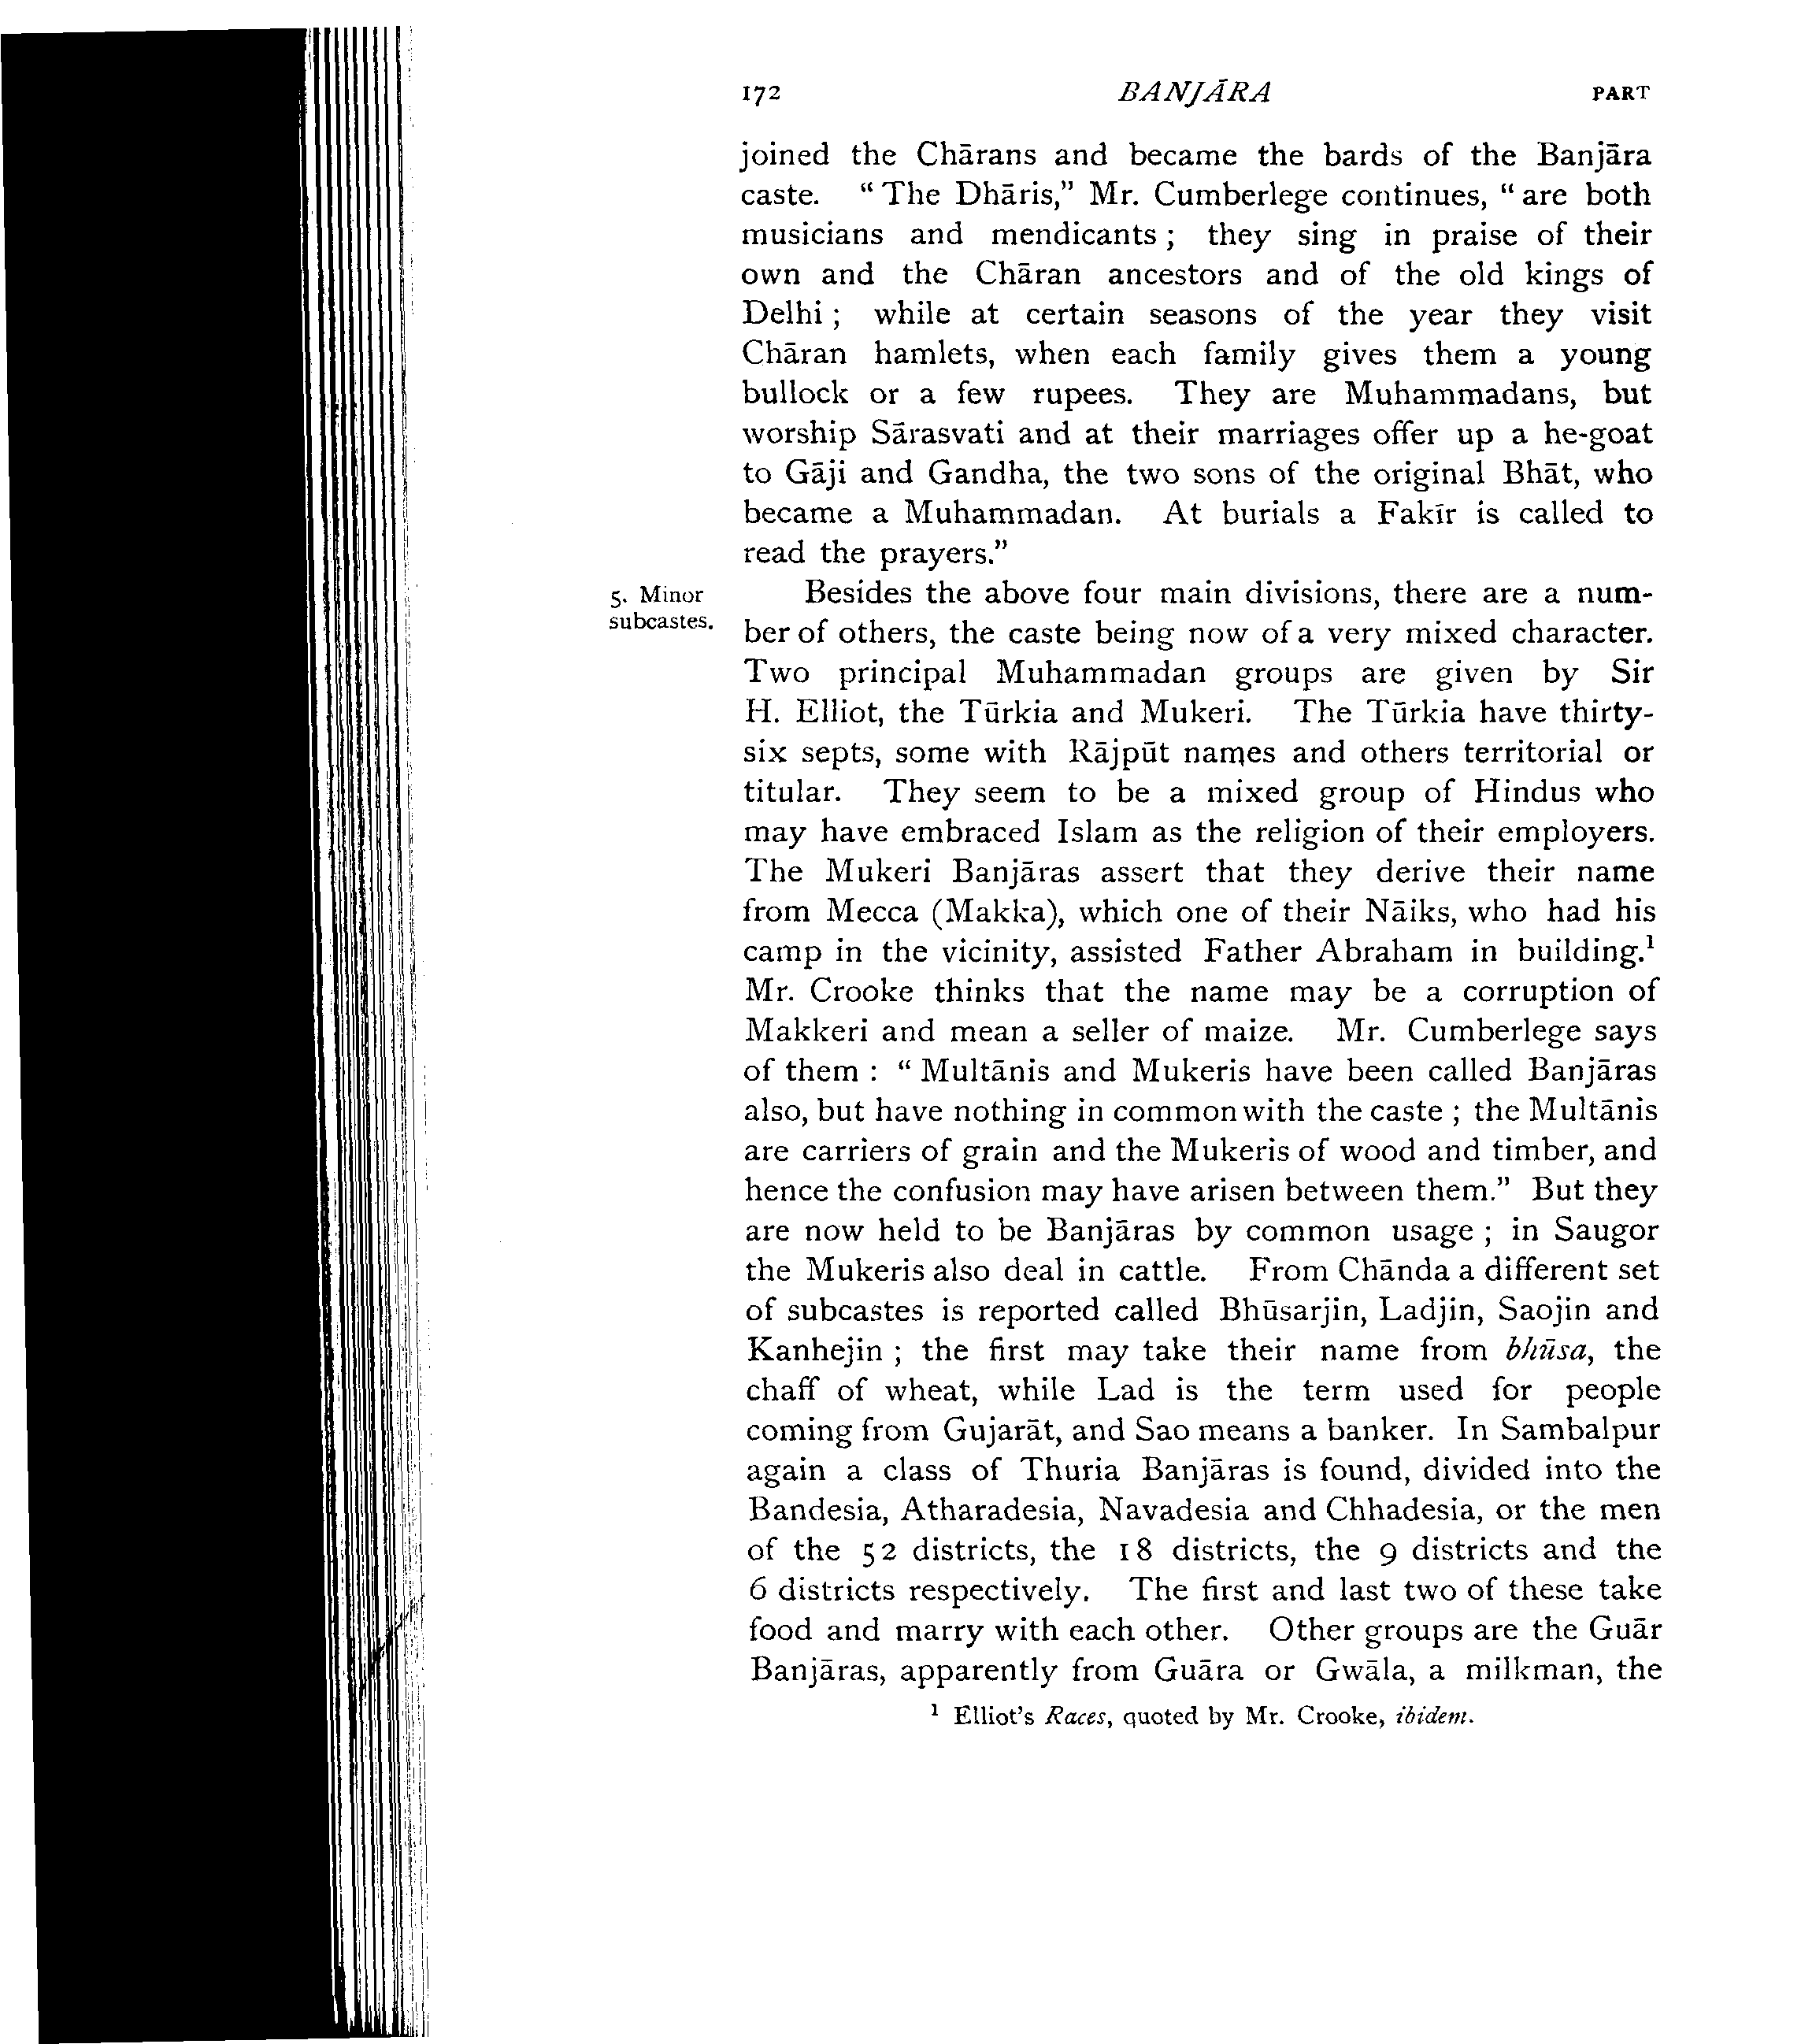 172 BANJĀRA PART
joined the Chārans and became the bards of the Banjāra
caste. "The Dhāris," Mr. Cumberlege continues, "are both
musicians and mendicants; they sing in praise of their
own and the Chāran ancestors and of the old kings of
Delhi; while at certain seasons of the year they visit
Chāran hamlets, when each family gives them a young
bullock or a few rupees. They are Muhammadans, but
worship Sārasvati and at their marriages offer up a he-goat
to Gāji and Gandha, the two sons of the original Bhāt, who
became a Muhammadan. At burials a Fakīr is called to
read the prayers."
5. Minor
subcastes.
Besides the above four main divisions, there are a num-
ber of others, the caste being now of a very mixed character.
Two principal Muhammadan groups are given by Sir
H. Elliot, the Tūrkia and Mukeri. The Tūrkia have thirty-
six septs, some with Rājpūt names and others territorial or
titular. They seem to be a mixed group of Hindus who
may have embraced Islam as the religion of their employers.
The Mukeri Banjāras assert that they derive their name
from Mecca (Makka), which one of their Nāiks, who had his
camp in the vicinity, assisted Father Abraham in building.¹
Mr. Crooke thinks that the name may be a corruption of
Makkeri and mean a seller of maize. Mr. Cumberlege says
of them: "Multānis and Mukeris have been called Banjāras
also, but have nothing in common with the caste; the Multānis
are carriers of grain and the Mukeris of wood and timber, and
hence the confusion may have arisen between them." But they
are now held to be Banjāras by common usage; in Saugor
the Mukeris also deal in cattle. From Chānda a different set
of subcastes is reported called Bhūsarjin, Ladjin, Saojin and
Kanhejin; the first may take their name from bhūsa, the
chaff of wheat, while Lad is the term used for people
coming from Gujarāt, and Sao means a banker. In Sambalpur
again a class of Thuria Banjāras is found, divided into the
Bandesia, Atharadesia, Navadesia and Chhadesia, or the men
of the 52 districts, the 18 districts, the 9 districts and the
6 districts respectively. The first and last two of these take
food and marry with each other. Other groups are the Guār
Banjāras, apparently from Guāra or Gwāla, a milkman, the
¹ Elliot's Races, quoted by Mr. Crooke, ibidem.